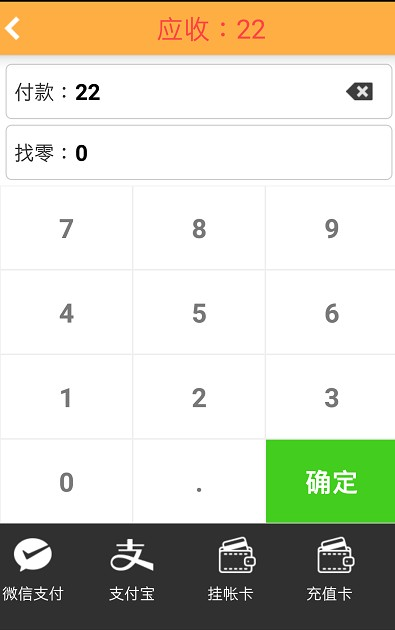 应收：22
付款：22
找零：0
7 8 9
4 5 6
1 2 3
0 . 确定
支
微信支付 支付宝 挂帐卡 充值卡